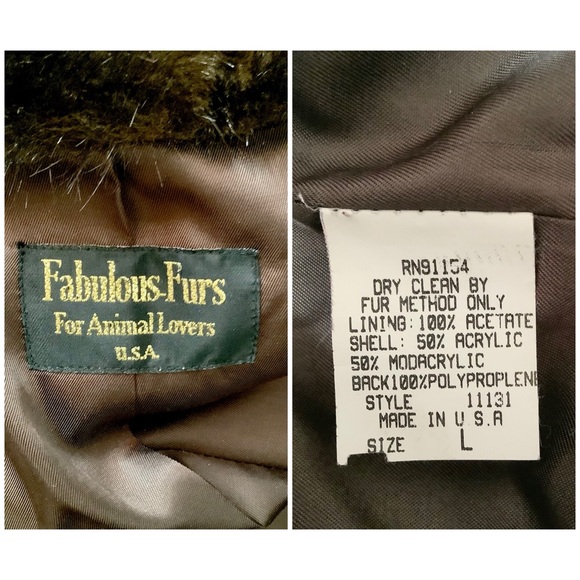 Fabulous-Furs
For Animal Lovers
U.S.A.
RN91154
DRY CLEAN BY
FUR METHOD ONLY
LINING: 100% ACETATE
SHELL: 50% ACRYLIC
50% MODACRYLIC
BACK100%POLYPROPLENE
STYLE 11131
MADE IN U.S.A
SIZE L